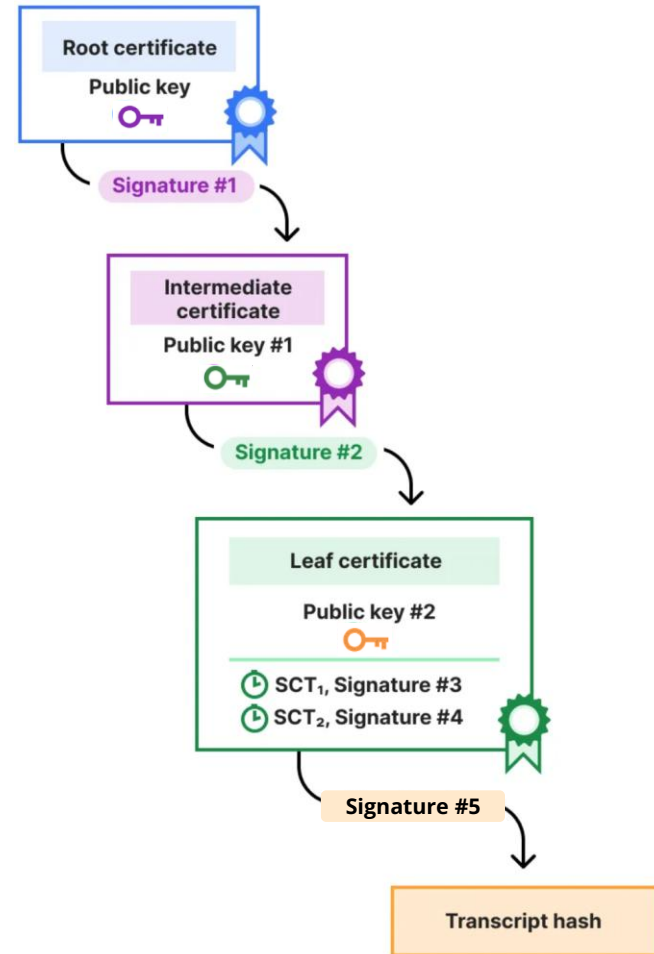 Root certificate
Public key
Signature #1
Intermediate
certificate
Public key #1
Signature #2
Leaf certificate
Public key #2
SCT₁, Signature #3
SCT₂, Signature #4
Signature #5
Transcript hash